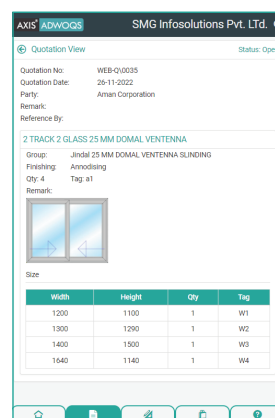 AXIS ADWOQS SMG Infosolutions Pvt. Ltd.
Quotation View Status: Ope
Quotation No: WEB-Q\0035
Quotation Date: 26-11-2022
Party: Aman Corporation
Remark:
Reference By:
2 TRACK 2 GLASS 25 MM DOMAL VENTENNA
Group: Jindal 25 MM DOMAL VENTENNA SLINDING
Finishing: Annodising
Qty: 4 Tag: a1
Remark:
Size
Width Height Qty Tag
1200 1100 1 W1
1300 1290 1 W2
1400 1500 1 W3
1640 1140 1 W4